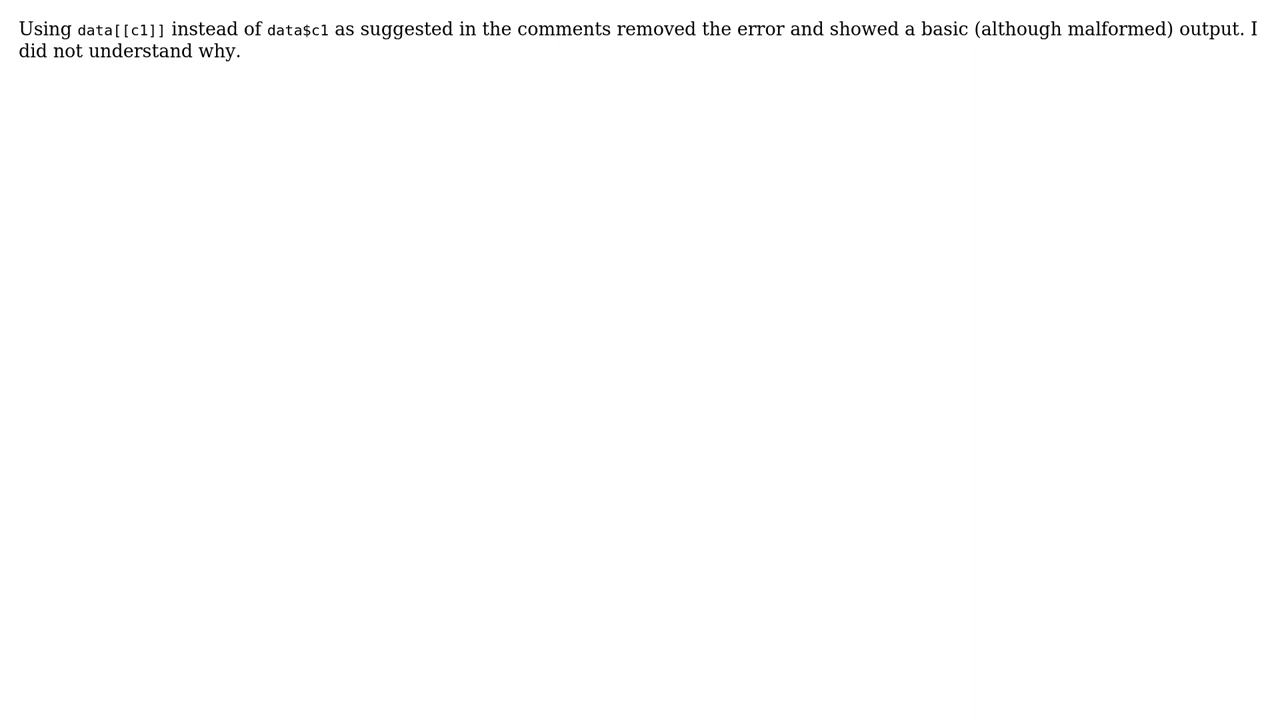 Using data[[c1]] instead of data$c1 as suggested in the comments removed the error and showed a basic (although malformed) output. I
did not understand why.